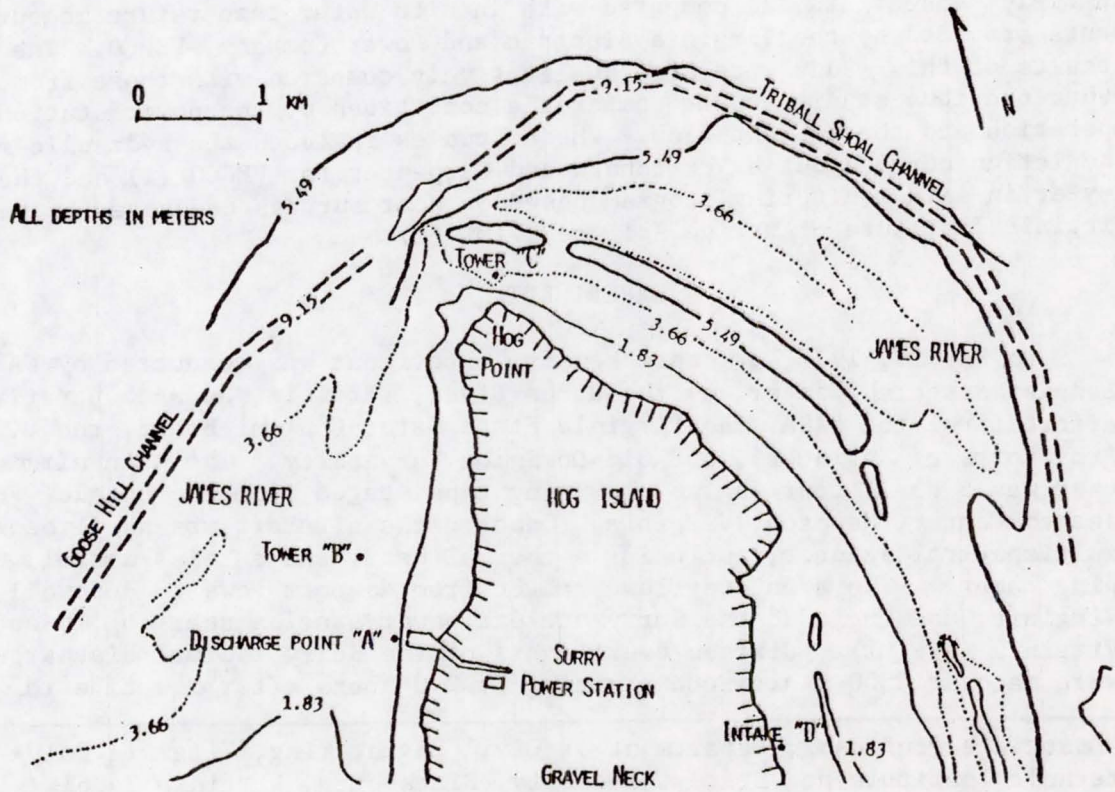 0 1 KM
N
9.15
TRIBALL SHOAL CHANNEL
5.49
5.49
3.66
ALL DEPTHS IN METERS
TOWER "C"
9.15
HOG
POINT
3.66
5.49
1.83
JAMES RIVER
3.66
GOOSE HILL CHANNEL
JAMES RIVER
HOG ISLAND
TOWER "B"
DISCHARGE POINT "A"
SURRY
POWER STATION
3.66
1.83
INTAKE "D"
1.83
GRAVEL NECK